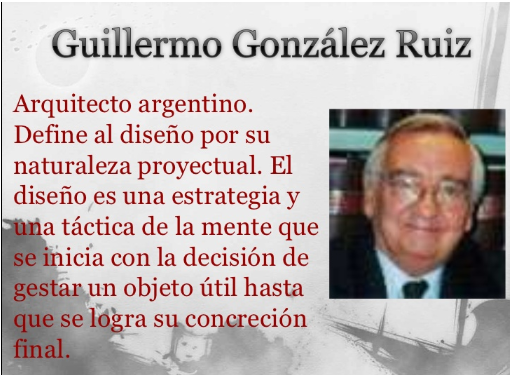 Guillermo González Ruiz
Arquitecto argentino.
Define al diseño por su
naturaleza proyectual. El
diseño es una estrategia y
una táctica de la mente que
se inicia con la decisión de
gestar un objeto útil hasta
que se logra su concreción
final.